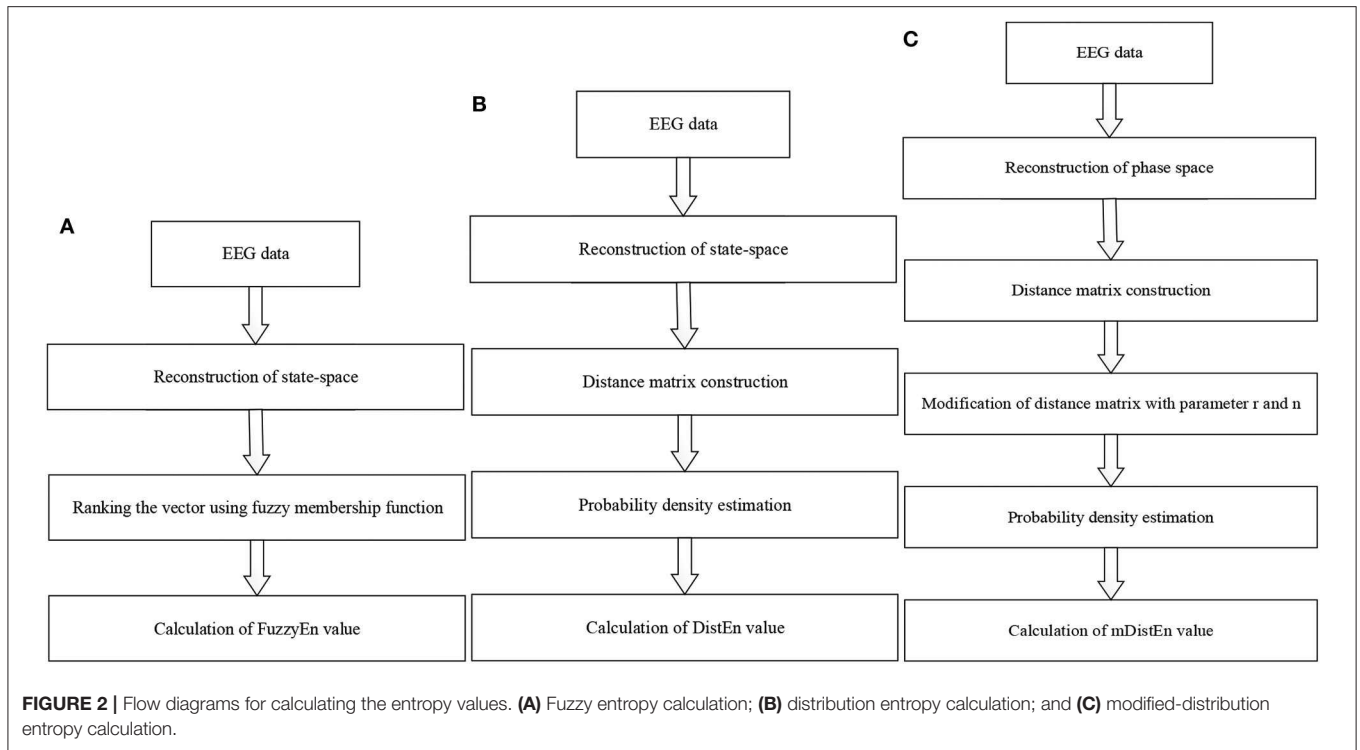 A
EEG data
Reconstruction of state-space
Ranking the vector using fuzzy membership function
Calculation of FuzzyEn value
B
EEG data
Reconstruction of state-space
Distance matrix construction
Probability density estimation
Calculation of DistEn value
C
EEG data
Reconstruction of phase space
Distance matrix construction
Modification of distance matrix with parameter r and n
Probability density estimation
Calculation of mDistEn value
FIGURE 2 | Flow diagrams for calculating the entropy values. (A) Fuzzy entropy calculation; (B) distribution entropy calculation; and (C) modified-distribution
entropy calculation.